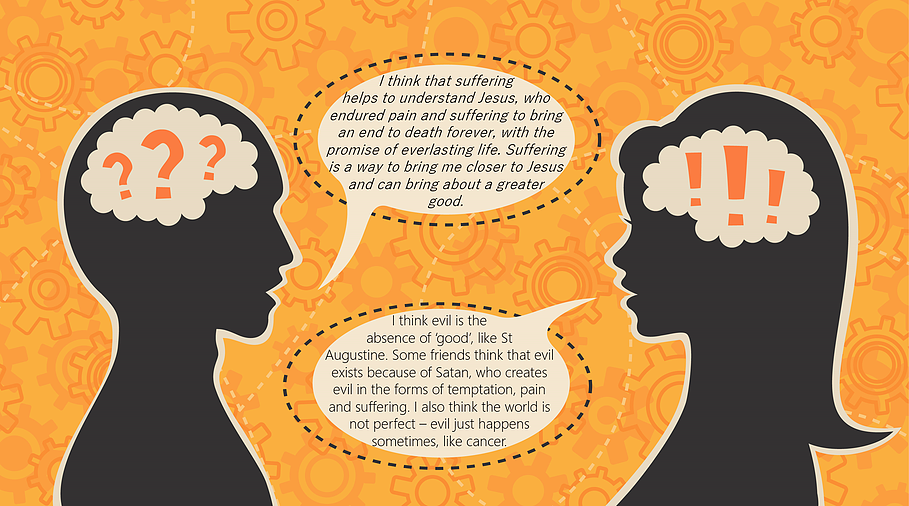 ? ? ?
! ! !
I think that suffering
helps to understand Jesus, who
endured pain and suffering to bring
an end to death forever, with the
promise of everlasting life. Suffering
is a way to bring me closer to Jesus
and can bring about a greater
good.
I think evil is the
absence of ‘good’, like St
Augustine. Some friends think that evil
exists because of Satan, who creates
evil in the forms of temptation, pain
and suffering. I also think the world is
not perfect – evil just happens
sometimes, like cancer.